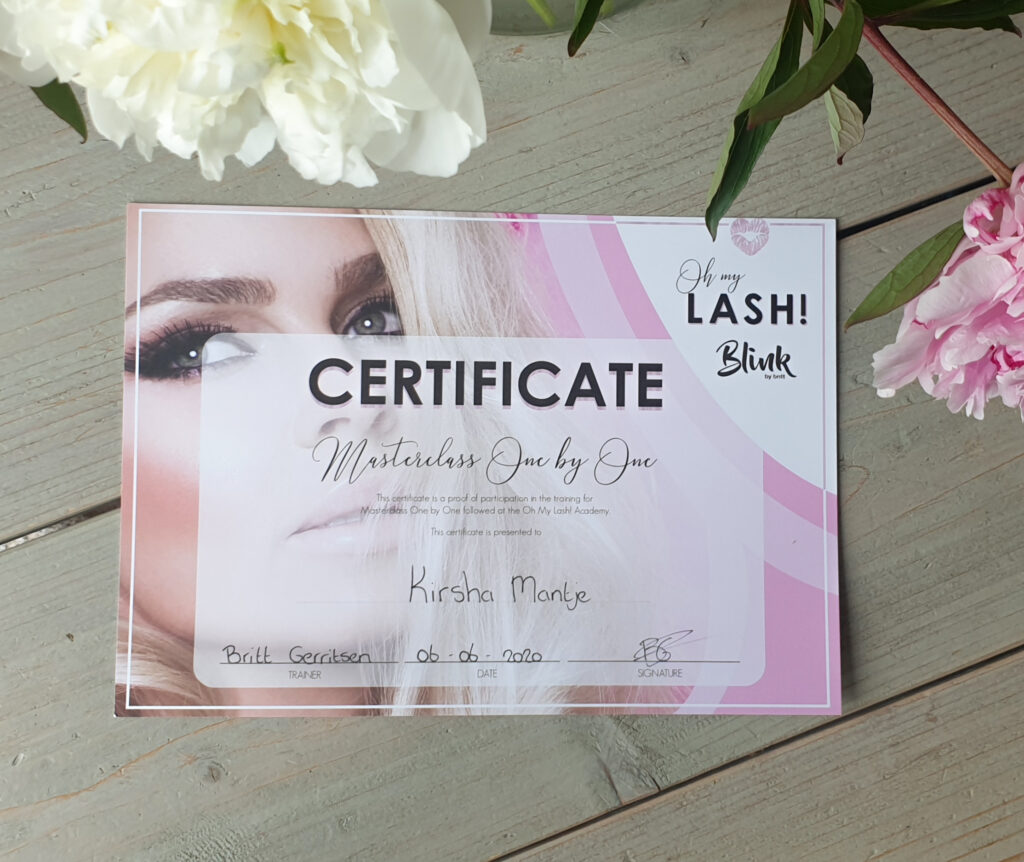 Oh my
LASH!
Blink
by britt
CERTIFICATE
Masterclass One by One
This certificate is a proof of participation in the training for
Masterclass One by One followed at the Oh My Lash! Academy.
This certificate is presented to
Kirsha Mantje
Britt Gerritsen 06-06-2020 BG
TRAINER DATE SIGNATURE